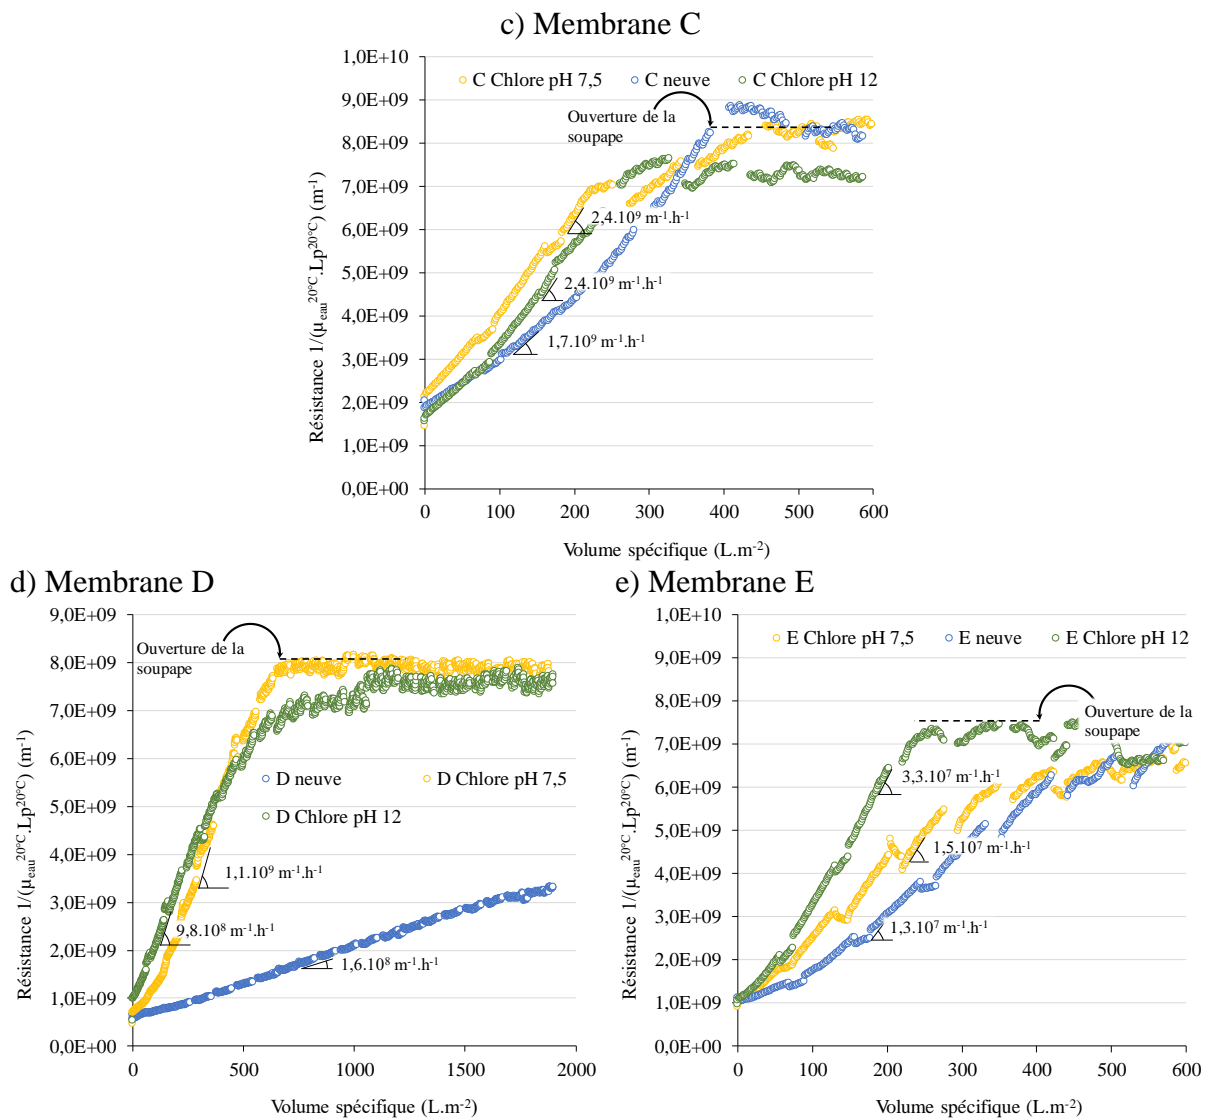 c) Membrane C
1,0E+10
9,0E+09
8,0E+09
7,0E+09
6,0E+09
5,0E+09
4,0E+09
3,0E+09
2,0E+09
1,0E+09
0,0E+00
Résistance 1/(μeau20°C.Lp20°C) (m-1)
C Chlore pH 7,5 C neuve C Chlore pH 12
Ouverture de la
soupape
2,4.10⁹ m-1.h-1
2,4.10⁹ m-1.h-1
1,7.10⁹ m-1.h-1
0 100 200 300 400 500 600
Volume spécifique (L.m-2)
d) Membrane D
9,0E+09
8,0E+09
7,0E+09
6,0E+09
5,0E+09
4,0E+09
3,0E+09
2,0E+09
1,0E+09
0,0E+00
Résistance 1/(μeau20°C.Lp20°C) (m-1)
Ouverture de la
soupape
D neuve D Chlore pH 7,5
D Chlore pH 12
1,1.10⁹ m-1.h-1
9,8.10⁸ m-1.h-1
1,6.10⁸ m-1.h-1
0 500 1000 1500 2000
Volume spécifique (L.m-2)
e) Membrane E
1,0E+10
9,0E+09
8,0E+09
7,0E+09
6,0E+09
5,0E+09
4,0E+09
3,0E+09
2,0E+09
1,0E+09
0,0E+00
Résistance 1/(μeau20°C.Lp20°C) (m-1)
E Chlore pH 7,5 E neuve E Chlore pH 12
Ouverture de la
soupape
3,3.10⁷ m-1.h-1
1,5.10⁷ m-1.h-1
1,3.10⁷ m-1.h-1
0 100 200 300 400 500 600
Volume spécifique (L.m-2)